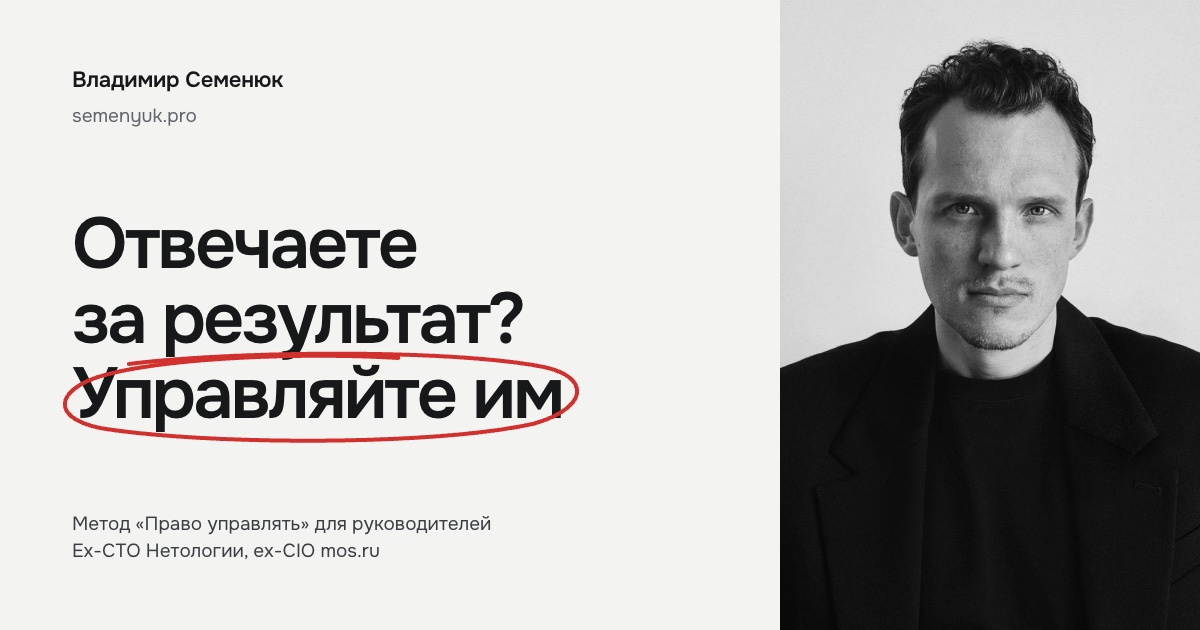 Владимир Семенюк
semenyuk.pro
Отвечаете
за результат?
Управляйте им
Метод «Право управлять» для руководителей
Ex-CTO Нетологии, ex-CIO mos.ru